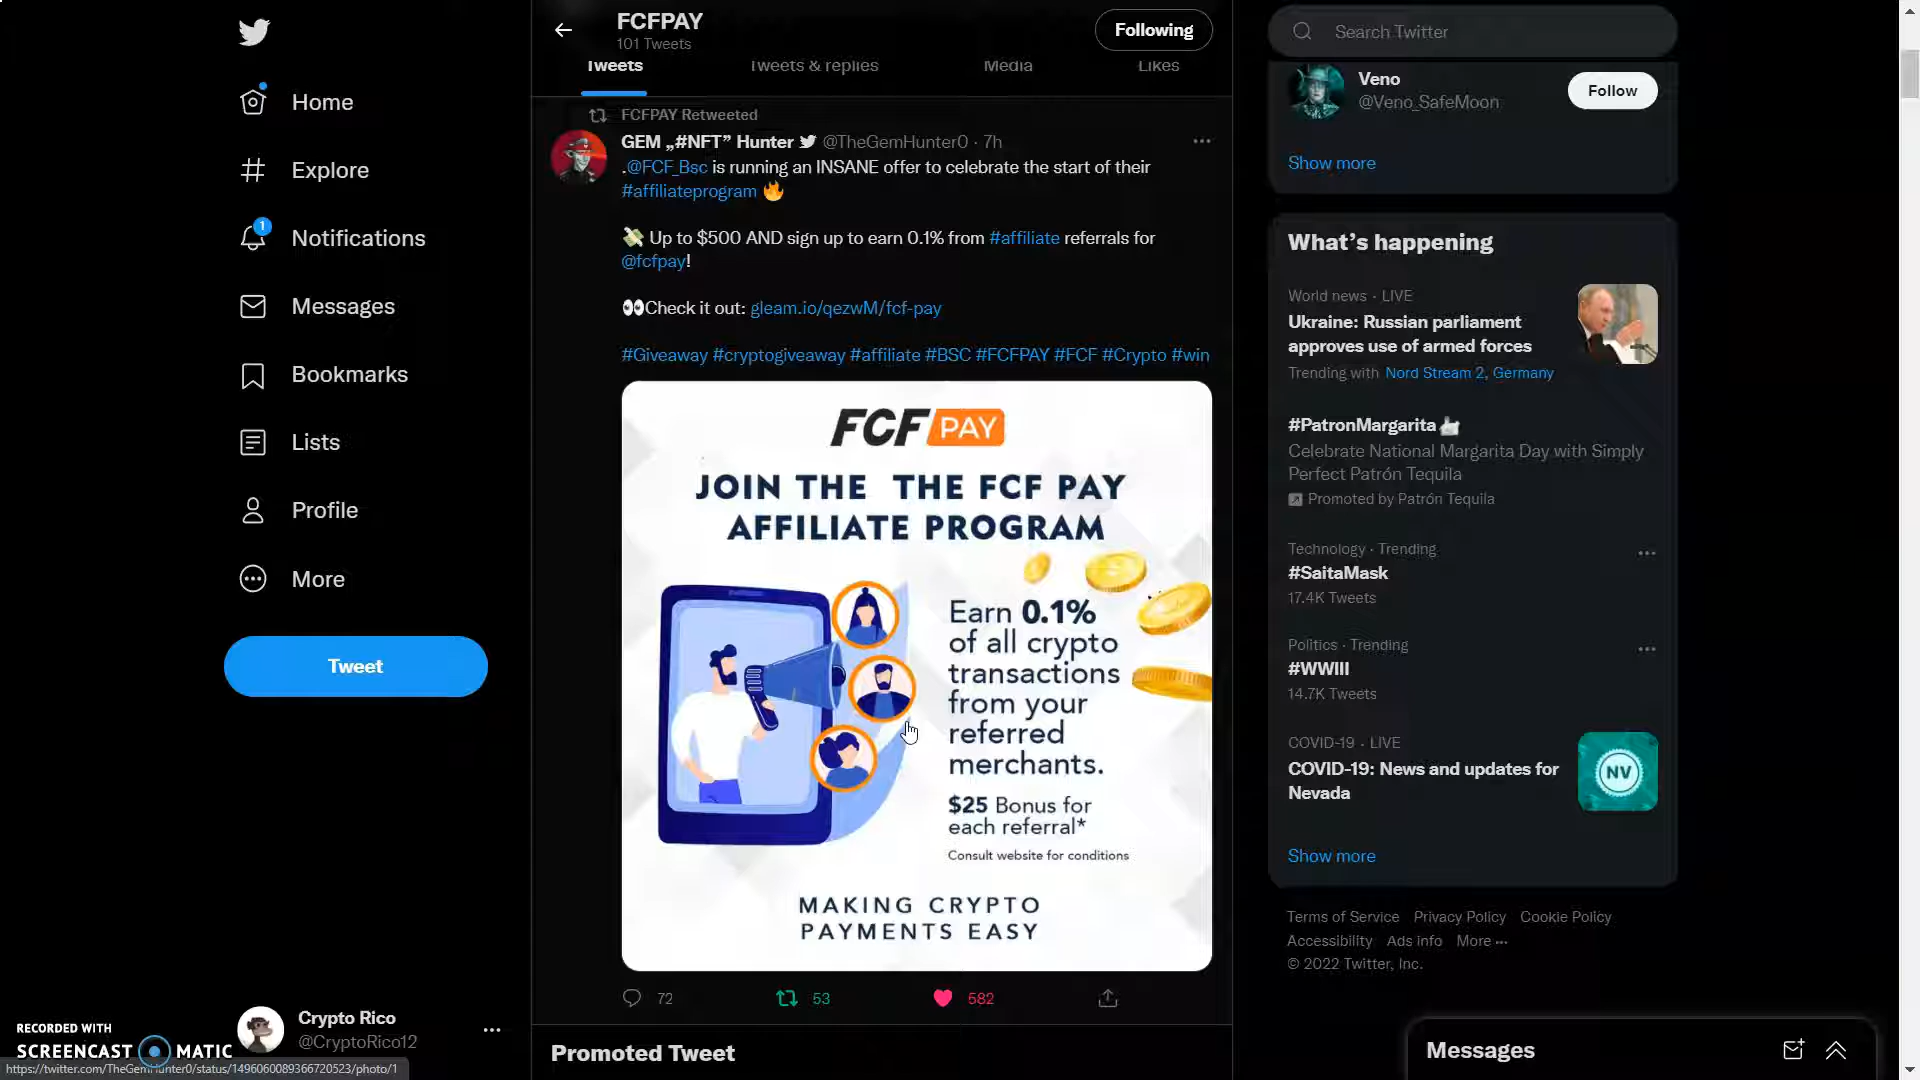 Home
Explore
1
Notifications
Messages
Bookmarks
Lists
Profile
More
Tweet
Crypto Rico
@CryptoRico12
RECORDED WITH
SCREENCAST MATIC
https://twitter.com/TheGemHunter0/status/1496060089366720523/photo/1
FCFPAY
101 Tweets
Following
Tweets
Tweets & replies
Media
Likes
FCFPAY Retweeted
GEM „#NFT” Hunter @TheGemHunter0 · 7h
.@FCF_Bsc is running an INSANE offer to celebrate the start of their
#affiliateprogram 🔥
💸 Up to $500 AND sign up to earn 0.1% from #affiliate referrals for
@fcfpay!
👀Check it out: gleam.io/qezwM/fcf-pay
#Giveaway #cryptogiveaway #affiliate #BSC #FCFPAY #FCF #Crypto #win
FCF PAY
JOIN THE THE FCF PAY
AFFILIATE PROGRAM
Earn 0.1%
of all crypto
transactions
from your
referred
merchants.
$25 Bonus for
each referral*
Consult website for conditions
MAKING CRYPTO
PAYMENTS EASY
72
53
582
Promoted Tweet
Search Twitter
Veno
@Veno_SafeMoon
Follow
Show more
What’s happening
World news · LIVE
Ukraine: Russian parliament
approves use of armed forces
Trending with Nord Stream 2, Germany
#PatronMargarita
Celebrate National Margarita Day with Simply
Perfect Patrón Tequila
Promoted by Patrón Tequila
Technology · Trending
#SaitaMask
17.4K Tweets
Politics · Trending
#WWIII
14.7K Tweets
COVID-19 · LIVE
COVID-19: News and updates for
Nevada
NV
Show more
Terms of Service Privacy Policy Cookie Policy
Accessibility Ads info More ···
© 2022 Twitter, Inc.
Messages